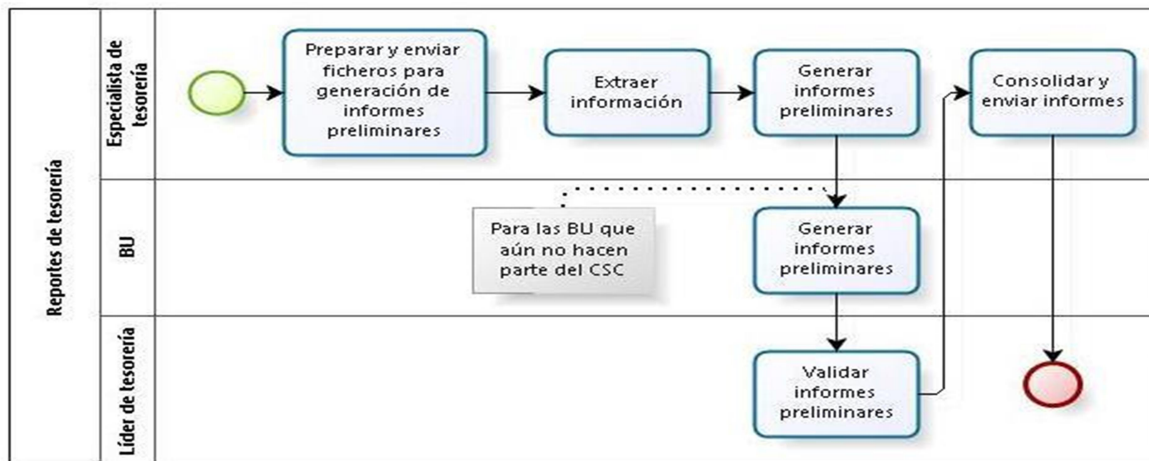 Reportes de tesorería
Especialista de
tesorería
Preparar y enviar
ficheros para
generación de
informes
preliminares
Extraer
información
Generar
informes
preliminares
Consolidar y
enviar informes
BU
Para las BU que
aún no hacen
parte del CSC
Generar
informes
preliminares
Líder de tesorería
Validar
informes
preliminares